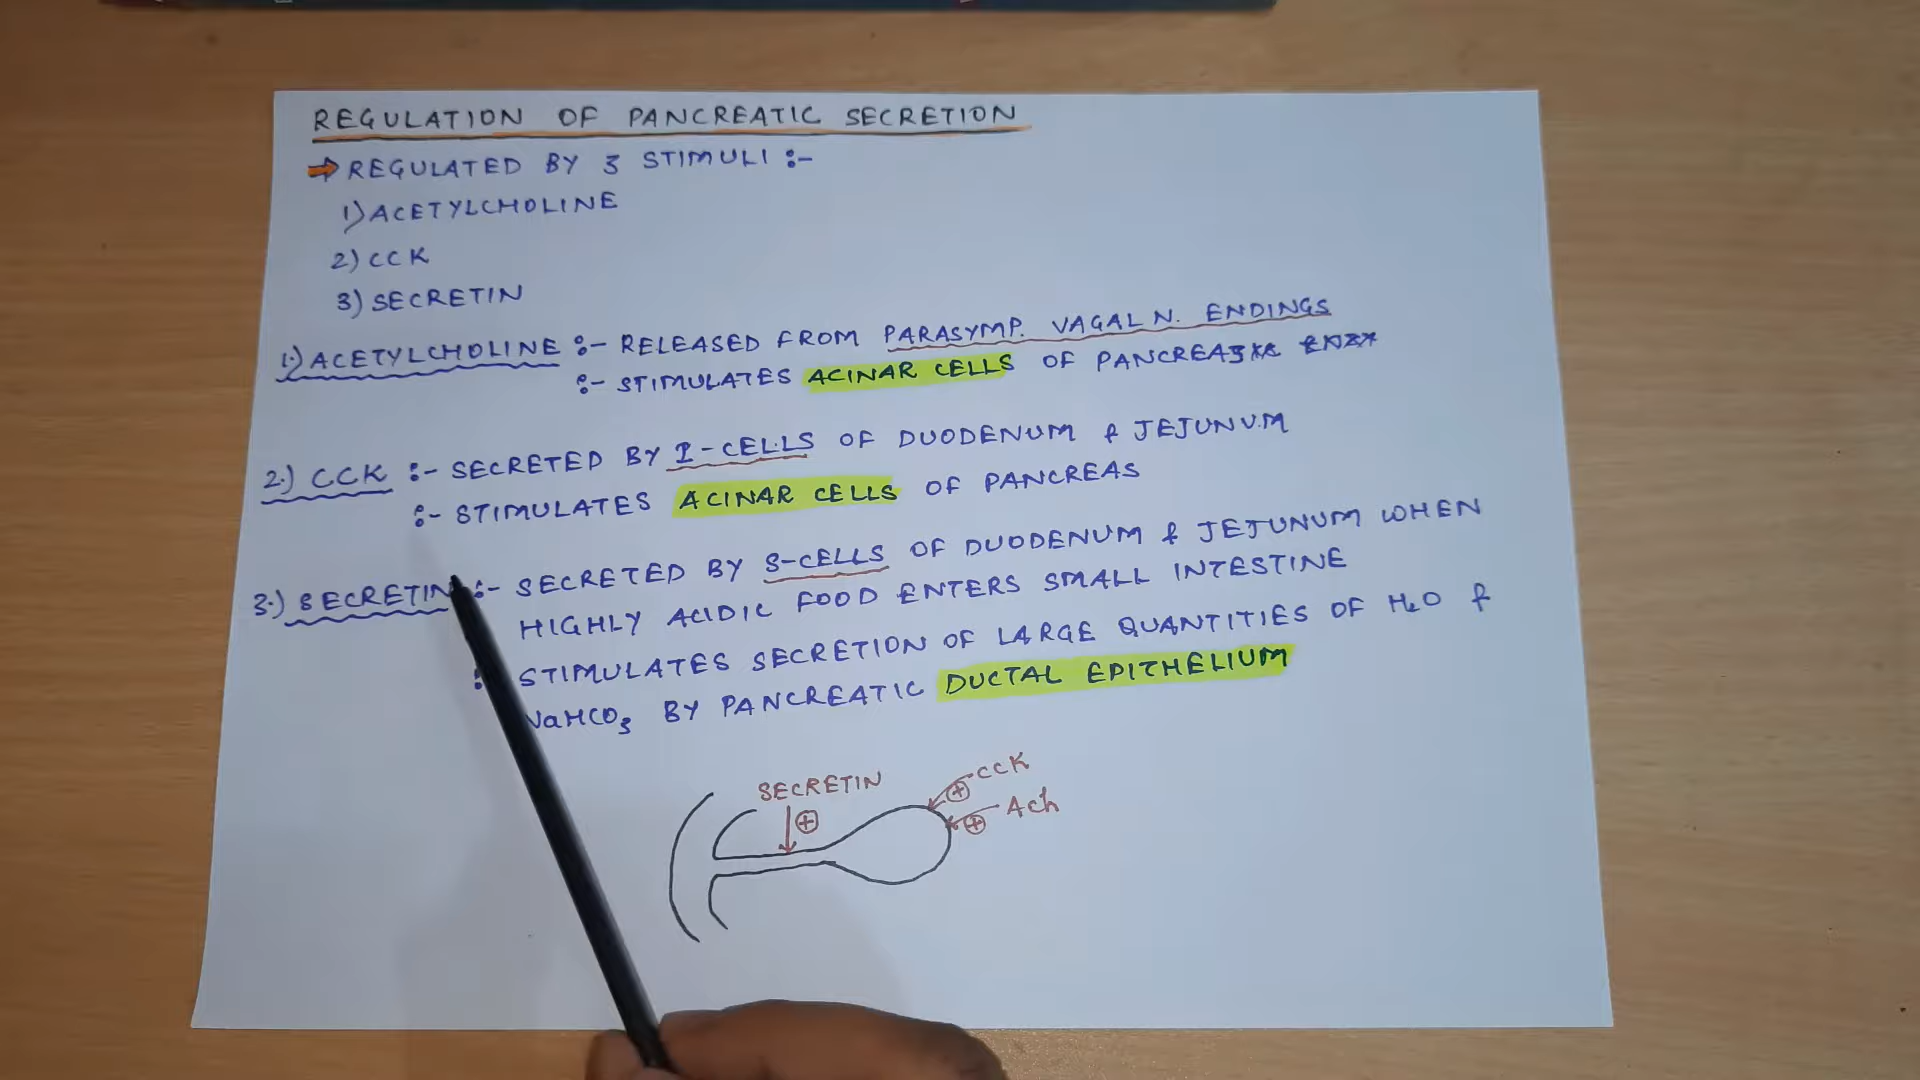 REGULATION OF PANCREATIC SECRETION
REGULATED BY 3 STIMULI :-
1) ACETYLCHOLINE
2) CCK
3) SECRETIN
1.) ACETYLCHOLINE :- RELEASED FROM PARASYMP. VAGAL N. ENDINGS
:- STIMULATES ACINAR CELLS OF PANCREAS
2.) CCK :- SECRETED BY I-CELLS OF DUODENUM & JEJUNUM
:- STIMULATES ACINAR CELLS OF PANCREAS
3.) SECRETIN :- SECRETED BY S-CELLS OF DUODENUM & JEJUNUM WHEN
HIGHLY ACIDIC FOOD ENTERS SMALL INTESTINE
: STIMULATES SECRETION OF LARGE QUANTITIES OF H2O &
NaHCO3 BY PANCREATIC DUCTAL EPITHELIUM
CCK
SECRETIN
+
Ach
+
+